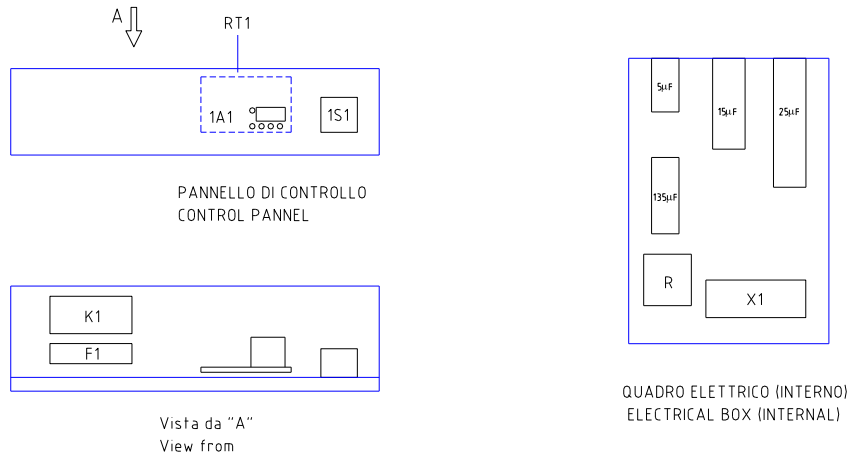 A
RT1
1A1
1S1
PANNELLO DI CONTROLLO
CONTROL PANNEL
K1
F1
Vista da "A"
View from
5µF
15µF
25µF
135µF
R
X1
QUADRO ELETTRICO (INTERNO)
ELECTRICAL BOX (INTERNAL)